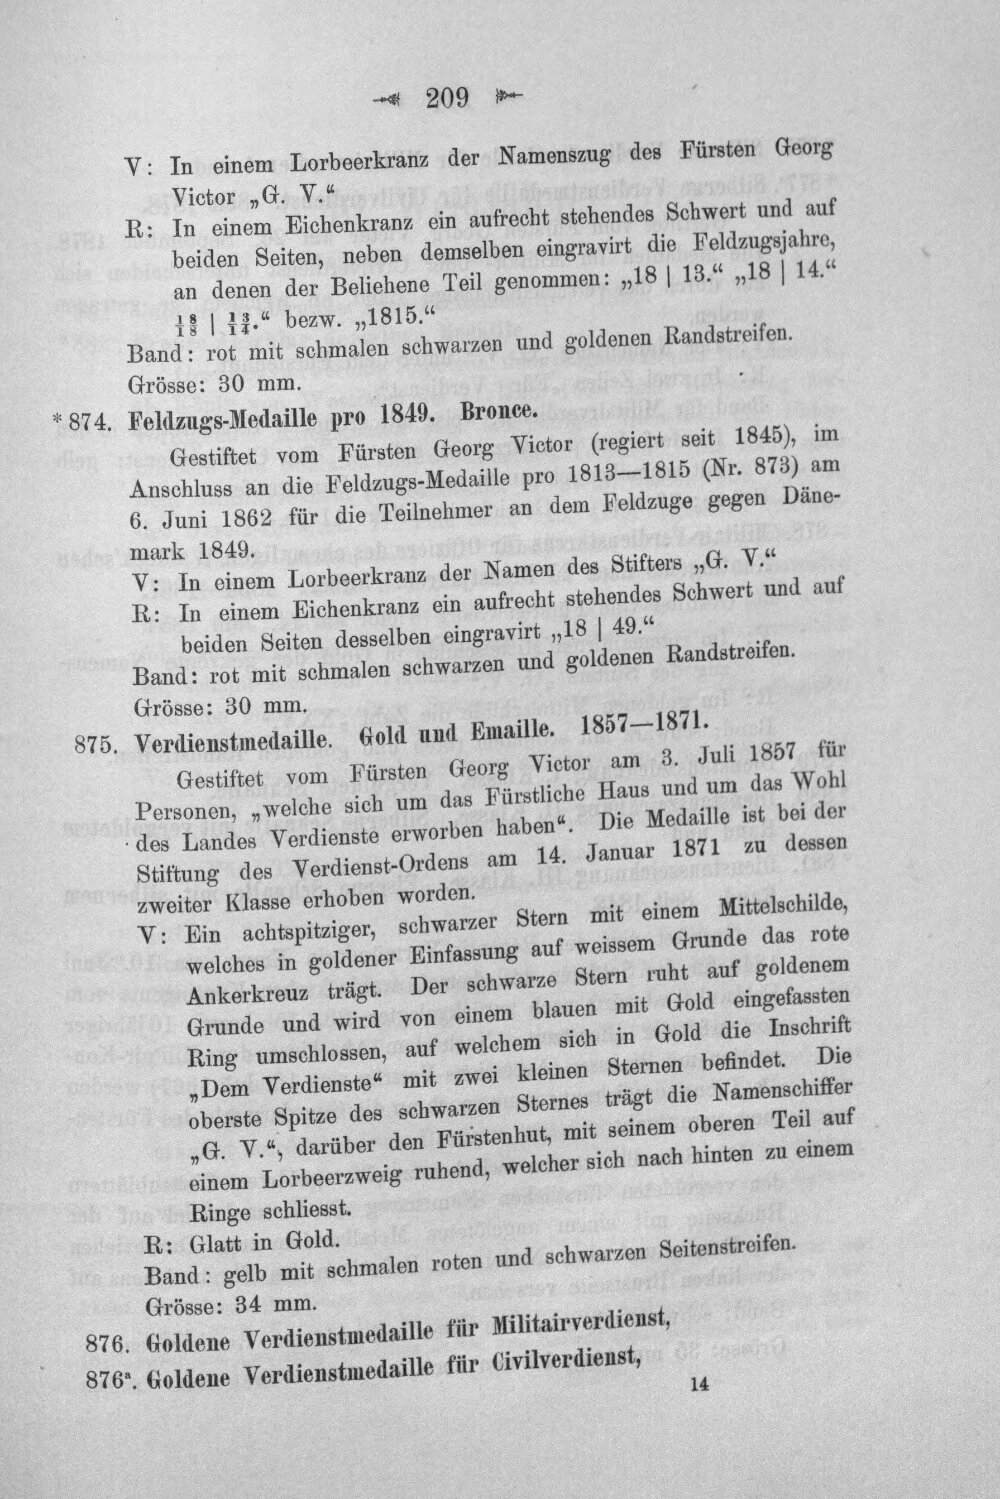 209
V: In einem Lorbeerkranz der Namenszug des Fürsten Georg
Victor „G. V.“
R: In einem Eichenkranz ein aufrecht stehendes Schwert und auf
beiden Seiten, neben demselben eingravirt die Feldzugsjahre,
an denen der Beliehene Teil genommen: „18 | 13.“ „18 | 14.“
„18/18 | 13/14.“ bezw. „1815.“
Band: rot mit schmalen schwarzen und goldenen Randstreifen.
Grösse: 30 mm.
*874. Feldzugs-Medaille pro 1849. Bronce.
Gestiftet vom Fürsten Georg Victor (regiert seit 1845), im
Anschluss an die Feldzugs-Medaille pro 1813—1815 (Nr. 873) am
6. Juni 1862 für die Teilnehmer an dem Feldzuge gegen Däne-
mark 1849.
V: In einem Lorbeerkranz der Namen des Stifters „G. V.“
R: In einem Eichenkranz ein aufrecht stehendes Schwert und auf
beiden Seiten desselben eingravirt „18 | 49.“
Band: rot mit schmalen schwarzen und goldenen Randstreifen.
Grösse: 30 mm.
875. Verdienstmedaille. Gold und Emaille. 1857—1871.
Gestiftet vom Fürsten Georg Victor am 3. Juli 1857 für
Personen, „welche sich um das Fürstliche Haus und um das Wohl
des Landes Verdienste erworben haben“. Die Medaille ist bei der
Stiftung des Verdienst-Ordens am 14. Januar 1871 zu dessen
zweiter Klasse erhoben worden.
V: Ein achtspitziger, schwarzer Stern mit einem Mittelschilde,
welches in goldener Einfassung auf weissem Grunde das rote
Ankerkreuz trägt. Der schwarze Stern ruht auf goldenem
Grunde und wird von einem blauen mit Gold eingefassten
Ring umschlossen, auf welchem sich in Gold die Inschrift
„Dem Verdienste“ mit zwei kleinen Sternen befindet. Die
oberste Spitze des schwarzen Sternes trägt die Namenschiffer
„G. V.“, darüber den Fürstenhut, mit seinem oberen Teil auf
einem Lorbeerzweig ruhend, welcher sich nach hinten zu einem
Ringe schliesst.
R: Glatt in Gold.
Band: gelb mit schmalen roten und schwarzen Seitenstreifen.
Grösse: 34 mm.
876. Goldene Verdienstmedaille für Militairverdienst,
876a. Goldene Verdienstmedaille für Civilverdienst,
14